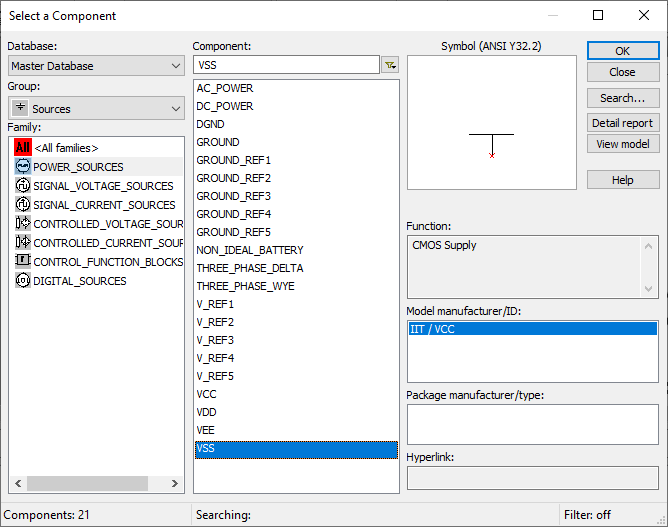 Select a Component
Database:
Master Database
Group:
Sources
Family:
All <All families>
POWER_SOURCES
SIGNAL_VOLTAGE_SOURCES
SIGNAL_CURRENT_SOURCES
CONTROLLED_VOLTAGE_SOUR
CONTROLLED_CURRENT_SOUR
CONTROL_FUNCTION_BLOCKS
DIGITAL_SOURCES
Component:
VSS
AC_POWER
DC_POWER
DGND
GROUND
GROUND_REF1
GROUND_REF2
GROUND_REF3
GROUND_REF4
GROUND_REF5
NON_IDEAL_BATTERY
THREE_PHASE_DELTA
THREE_PHASE_WYE
V_REF1
V_REF2
V_REF3
V_REF4
V_REF5
VCC
VDD
VEE
VSS
Symbol (ANSI Y32.2)
Function:
CMOS Supply
Model manufacturer/ID:
IIT / VCC
Package manufacturer/type:
Hyperlink:
OK
Close
Search...
Detail report
View model
Help
Components: 21
Searching:
Filter: off